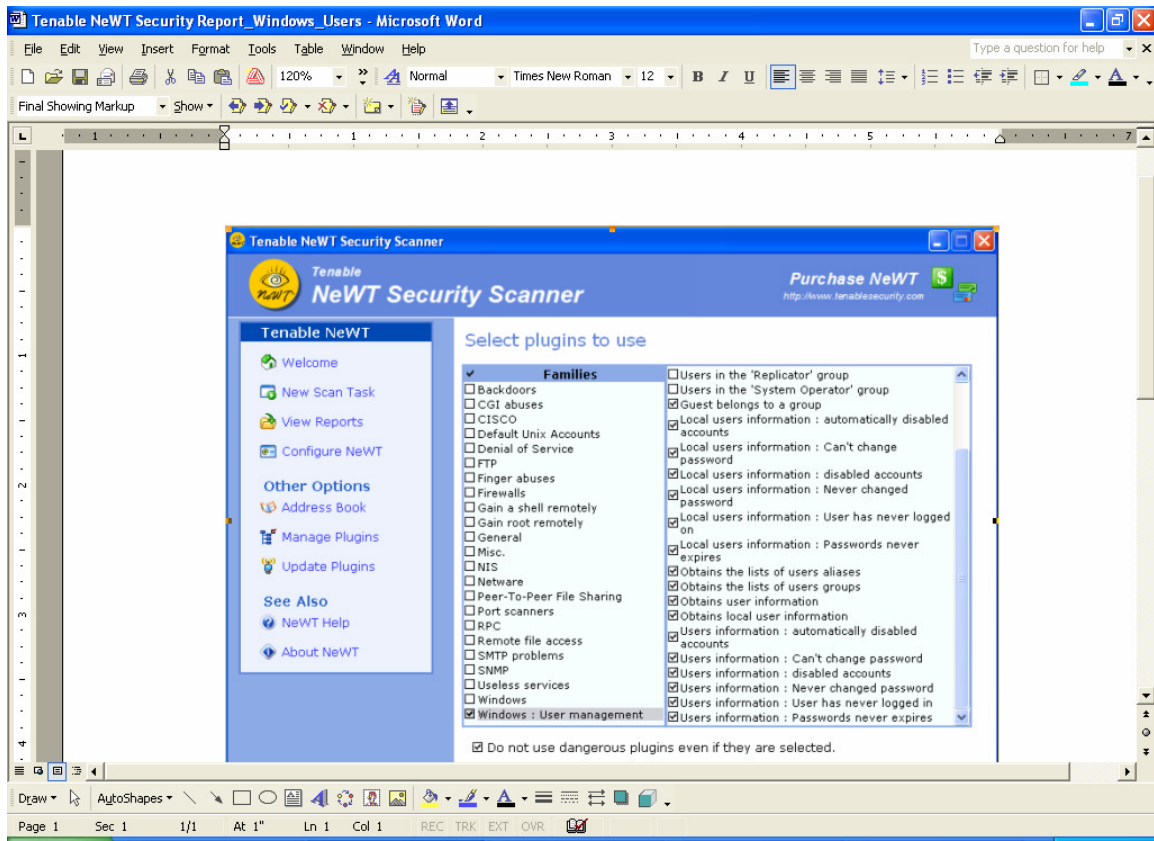 Tenable NeWT Security Report_Windows_Users - Microsoft Word
File Edit View Insert Format Tools Table Window Help
Type a question for help
120% Normal Times New Roman 12 B I U A
Final Showing Markup Show
L 1 1 2 3 4 5 7
Tenable NeWT Security Scanner
NeWT
Tenable
NeWT Security Scanner
Purchase NeWT $
http://www.tenablesecurity.com
Tenable NeWT
Welcome
New Scan Task
View Reports
Configure NeWT
Other Options
Address Book
Manage Plugins
Update Plugins
See Also
NeWT Help
About NeWT
Select plugins to use
Families
Backdoors
CGI abuses
CISCO
Default Unix Accounts
Denial of Service
FTP
Finger abuses
Firewalls
Gain a shell remotely
Gain root remotely
General
Misc.
NIS
Netware
Peer-To-Peer File Sharing
Port scanners
RPC
Remote file access
SMTP problems
SNMP
Useless services
Windows
Windows : User management
Users in the 'Replicator' group
Users in the 'System Operator' group
Guest belongs to a group
Local users information : automatically disabled
accounts
Local users information : Can't change
password
Local users information : disabled accounts
Local users information : Never changed
password
Local users information : User has never logged
on
Local users information : Passwords never
expires
Obtains the lists of users aliases
Obtains the lists of users groups
Obtains user information
Obtains local user information
Users information : automatically disabled
accounts
Users information : Can't change password
Users information : disabled accounts
Users information : Never changed password
Users information : User has never logged in
Users information : Passwords never expires
Do not use dangerous plugins even if they are selected.
1
2
3
4
Draw AutoShapes A
Page 1 Sec 1 1/1 At 1" Ln 1 Col 1 REC TRK EXT OVR